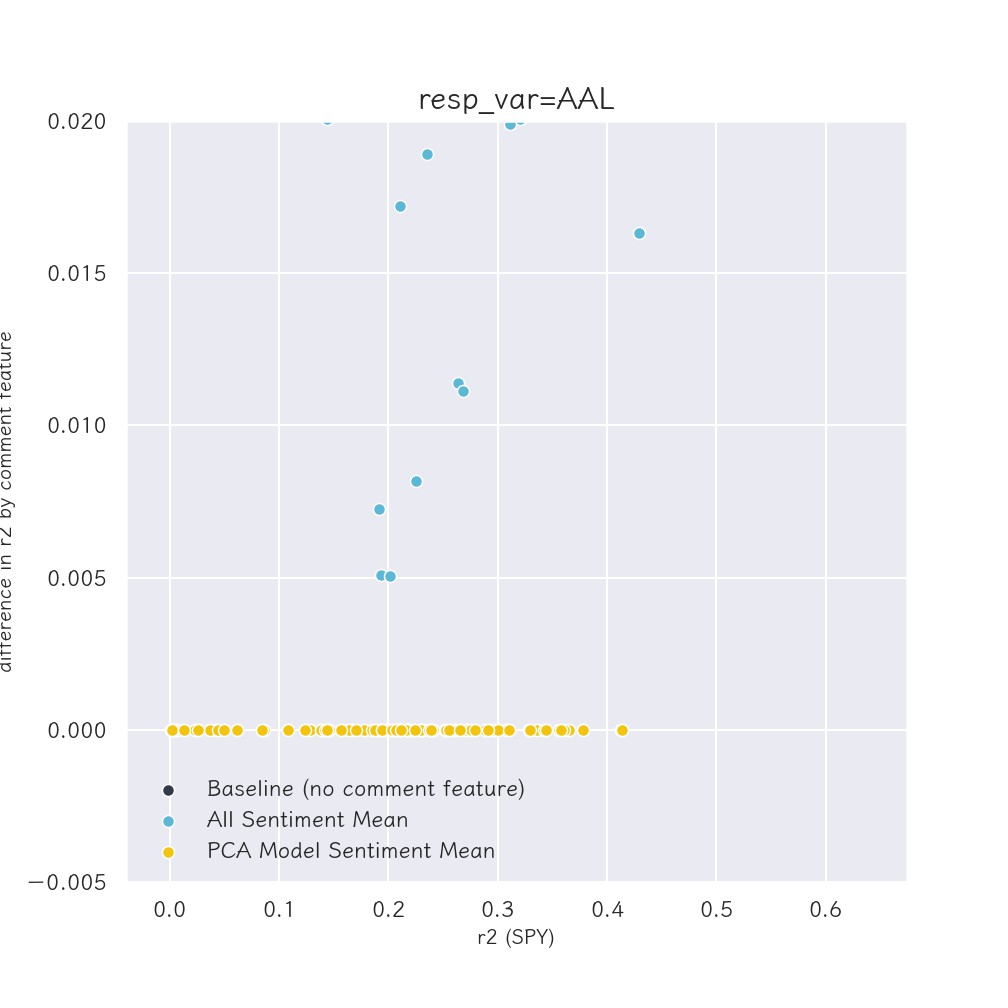 resp_var=AAL
0.020
0.015
0.010
0.005
0.000
−0.005
difference in r2 by comment feature
Baseline (no comment feature)
All Sentiment Mean
PCA Model Sentiment Mean
0.0 0.1 0.2 0.3 0.4 0.5 0.6
r2 (SPY)